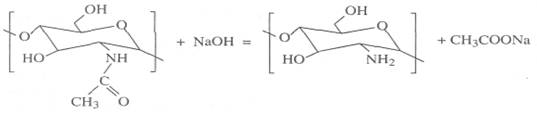 OH OH
O O O O
+ NaOH = + CH₃COONa
HO NH HO NH₂
C
CH₃ O